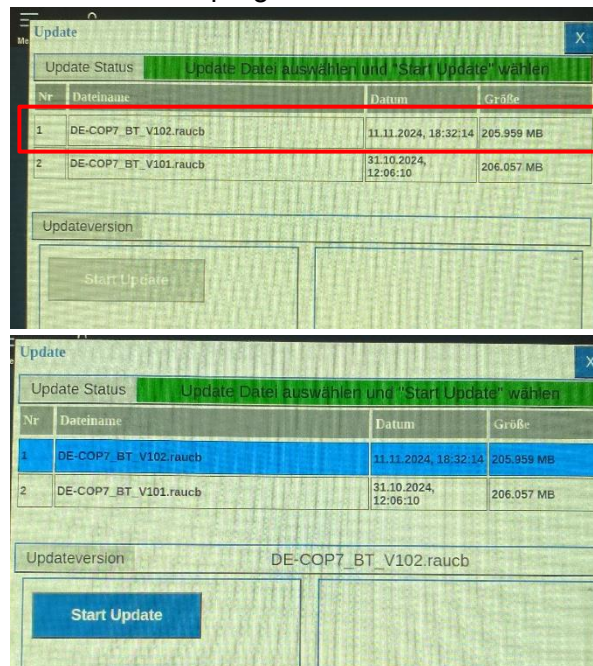 Me
Update
X
Update Status
Update Datei auswählen und "Start Update" wählen
Nr Dateiname Datum Größe
1 DE-COP7_BT_V102.raucb 11.11.2024, 18:32:14 205.959 MB
2 DE-COP7_BT_V101.raucb 31.10.2024,
12:06:10 206.057 MB
Updateversion
Start Update
Update
X
Update Status
Update Datei auswählen und "Start Update" wählen
Nr Dateiname Datum Größe
1 DE-COP7_BT_V102.raucb 11.11.2024, 18:32:14 205.959 MB
2 DE-COP7_BT_V101.raucb 31.10.2024,
12:06:10 206.057 MB
Updateversion DE-COP7_BT_V102.raucb
Start Update